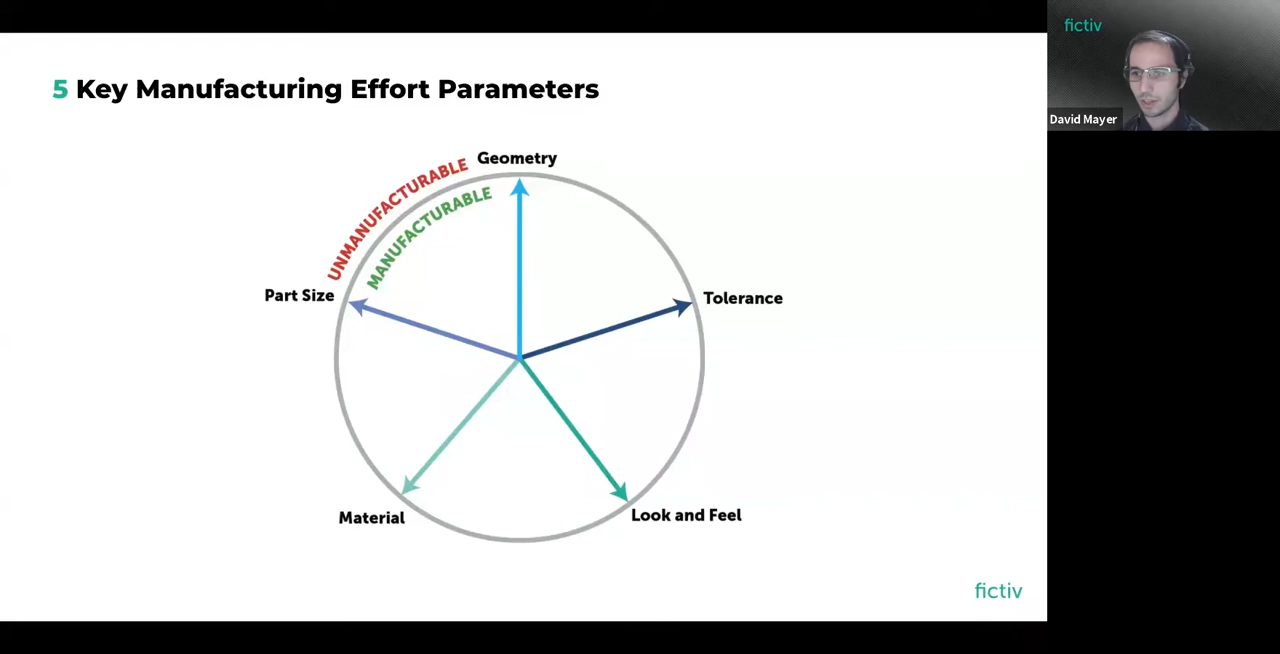 5 Key Manufacturing Effort Parameters
fictiv
David Mayer
Geometry
UNMANUFACTURABLE
MANUFACTURABLE
Part Size
Tolerance
Material
Look and Feel
fictiv